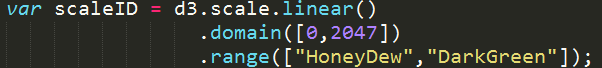 var scaleID = d3.scale.linear()
.domain([0,2047])
.range(["HoneyDew","DarkGreen"]);